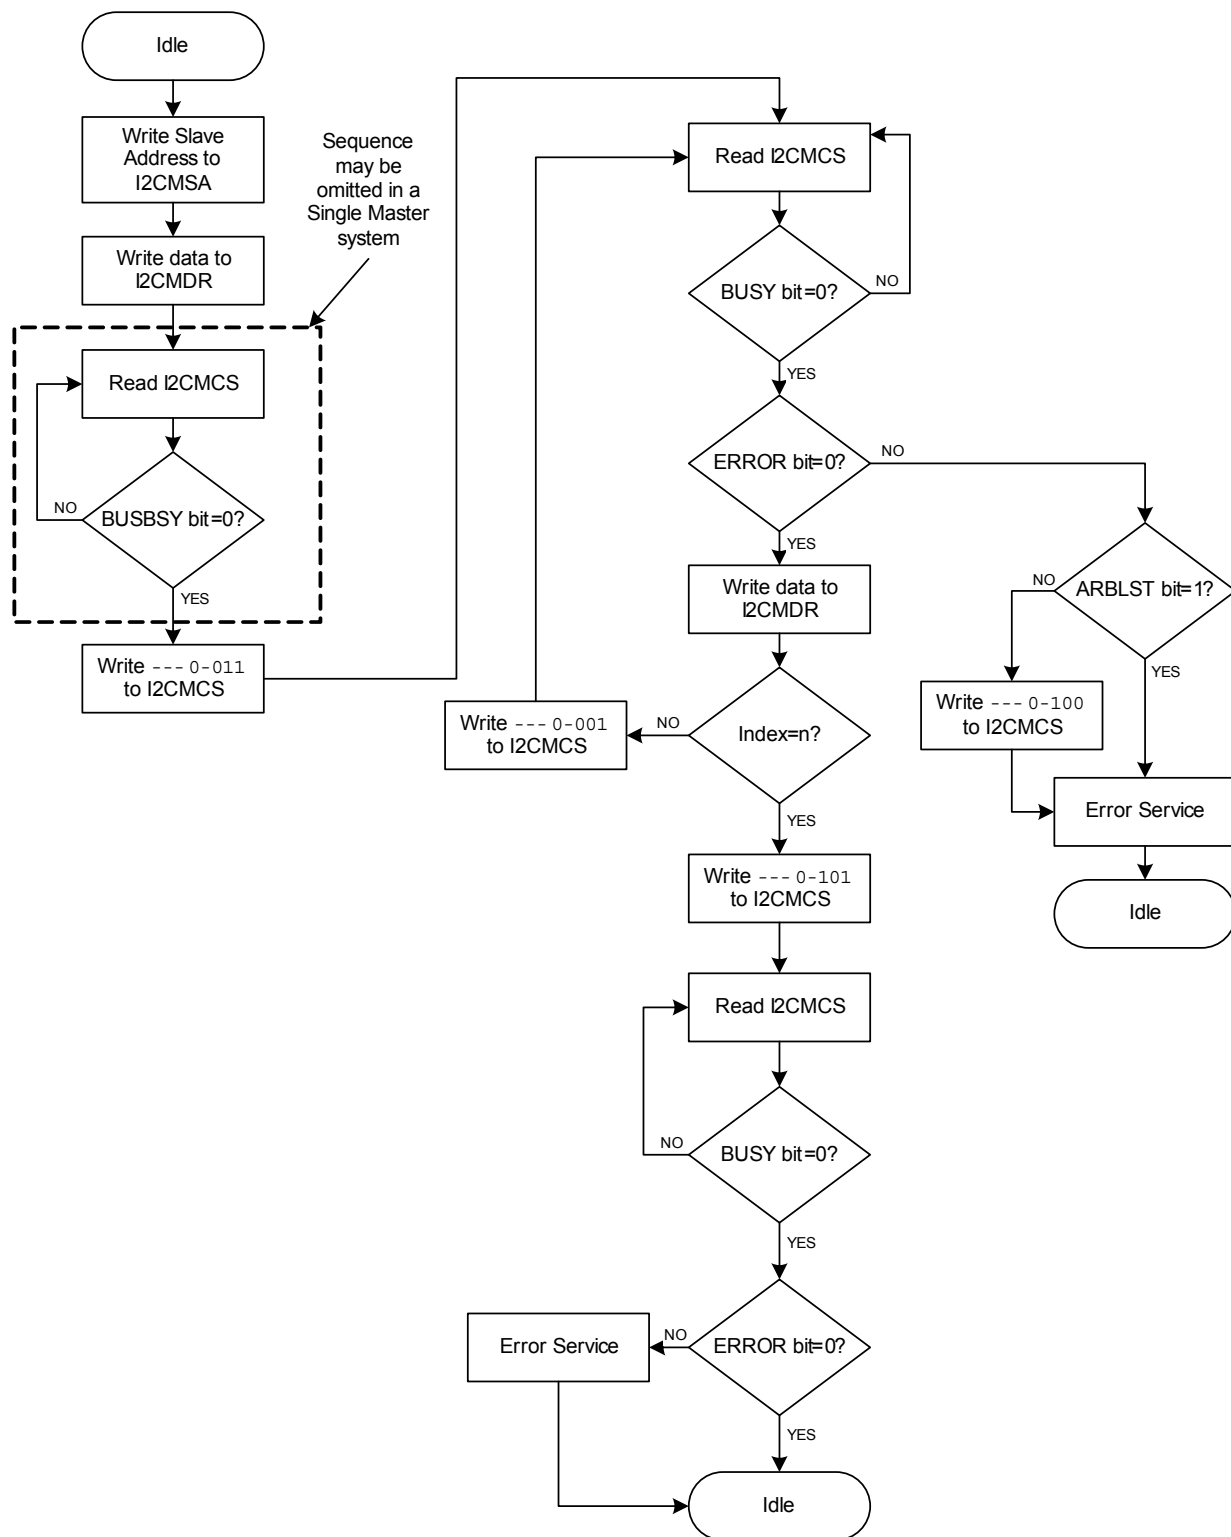 Idle
Write Slave
Address to
I2CMSA
Write data to
I2CMDR
Sequence
may be
omitted in a
Single Master
system
Read I2CMCS
BUSBSY bit=0?
NO
YES
Write --- 0-011
to I2CMCS
Read I2CMCS
BUSY bit=0?
NO
YES
ERROR bit=0?
NO
YES
Write data to
I2CMDR
ARBLST bit=1?
NO
YES
Write --- 0-100
to I2CMCS
Error Service
Idle
Index=n?
NO
Write --- 0-001
to I2CMCS
YES
Write --- 0-101
to I2CMCS
Read I2CMCS
BUSY bit=0?
NO
YES
ERROR bit=0?
NO
Error Service
YES
Idle